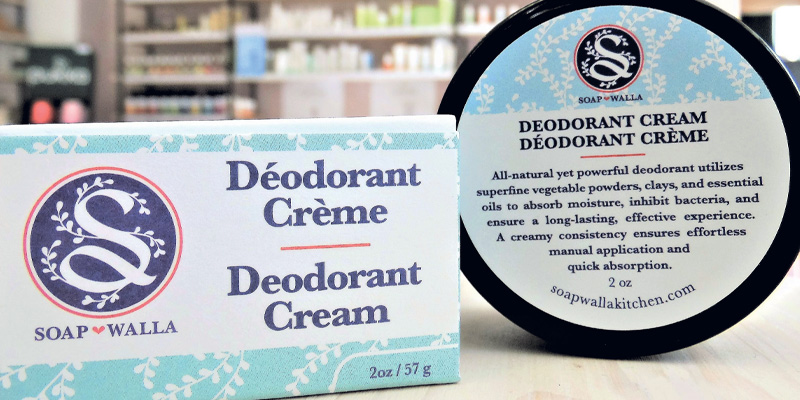 Déodorant
Crème
Deodorant
Cream
SOAP❤WALLA
2oz / 57 g
S
SOAP❤WALLA
DEODORANT CREAM
DÉODORANT CRÈME
All-natural yet powerful deodorant utilizes
superfine vegetable powders, clays, and essential
oils to absorb moisture, inhibit bacteria, and
ensure a long-lasting, effective experience.
A creamy consistency ensures effortless
manual application and
quick absorption.
2 oz
soapwallakitchen.com